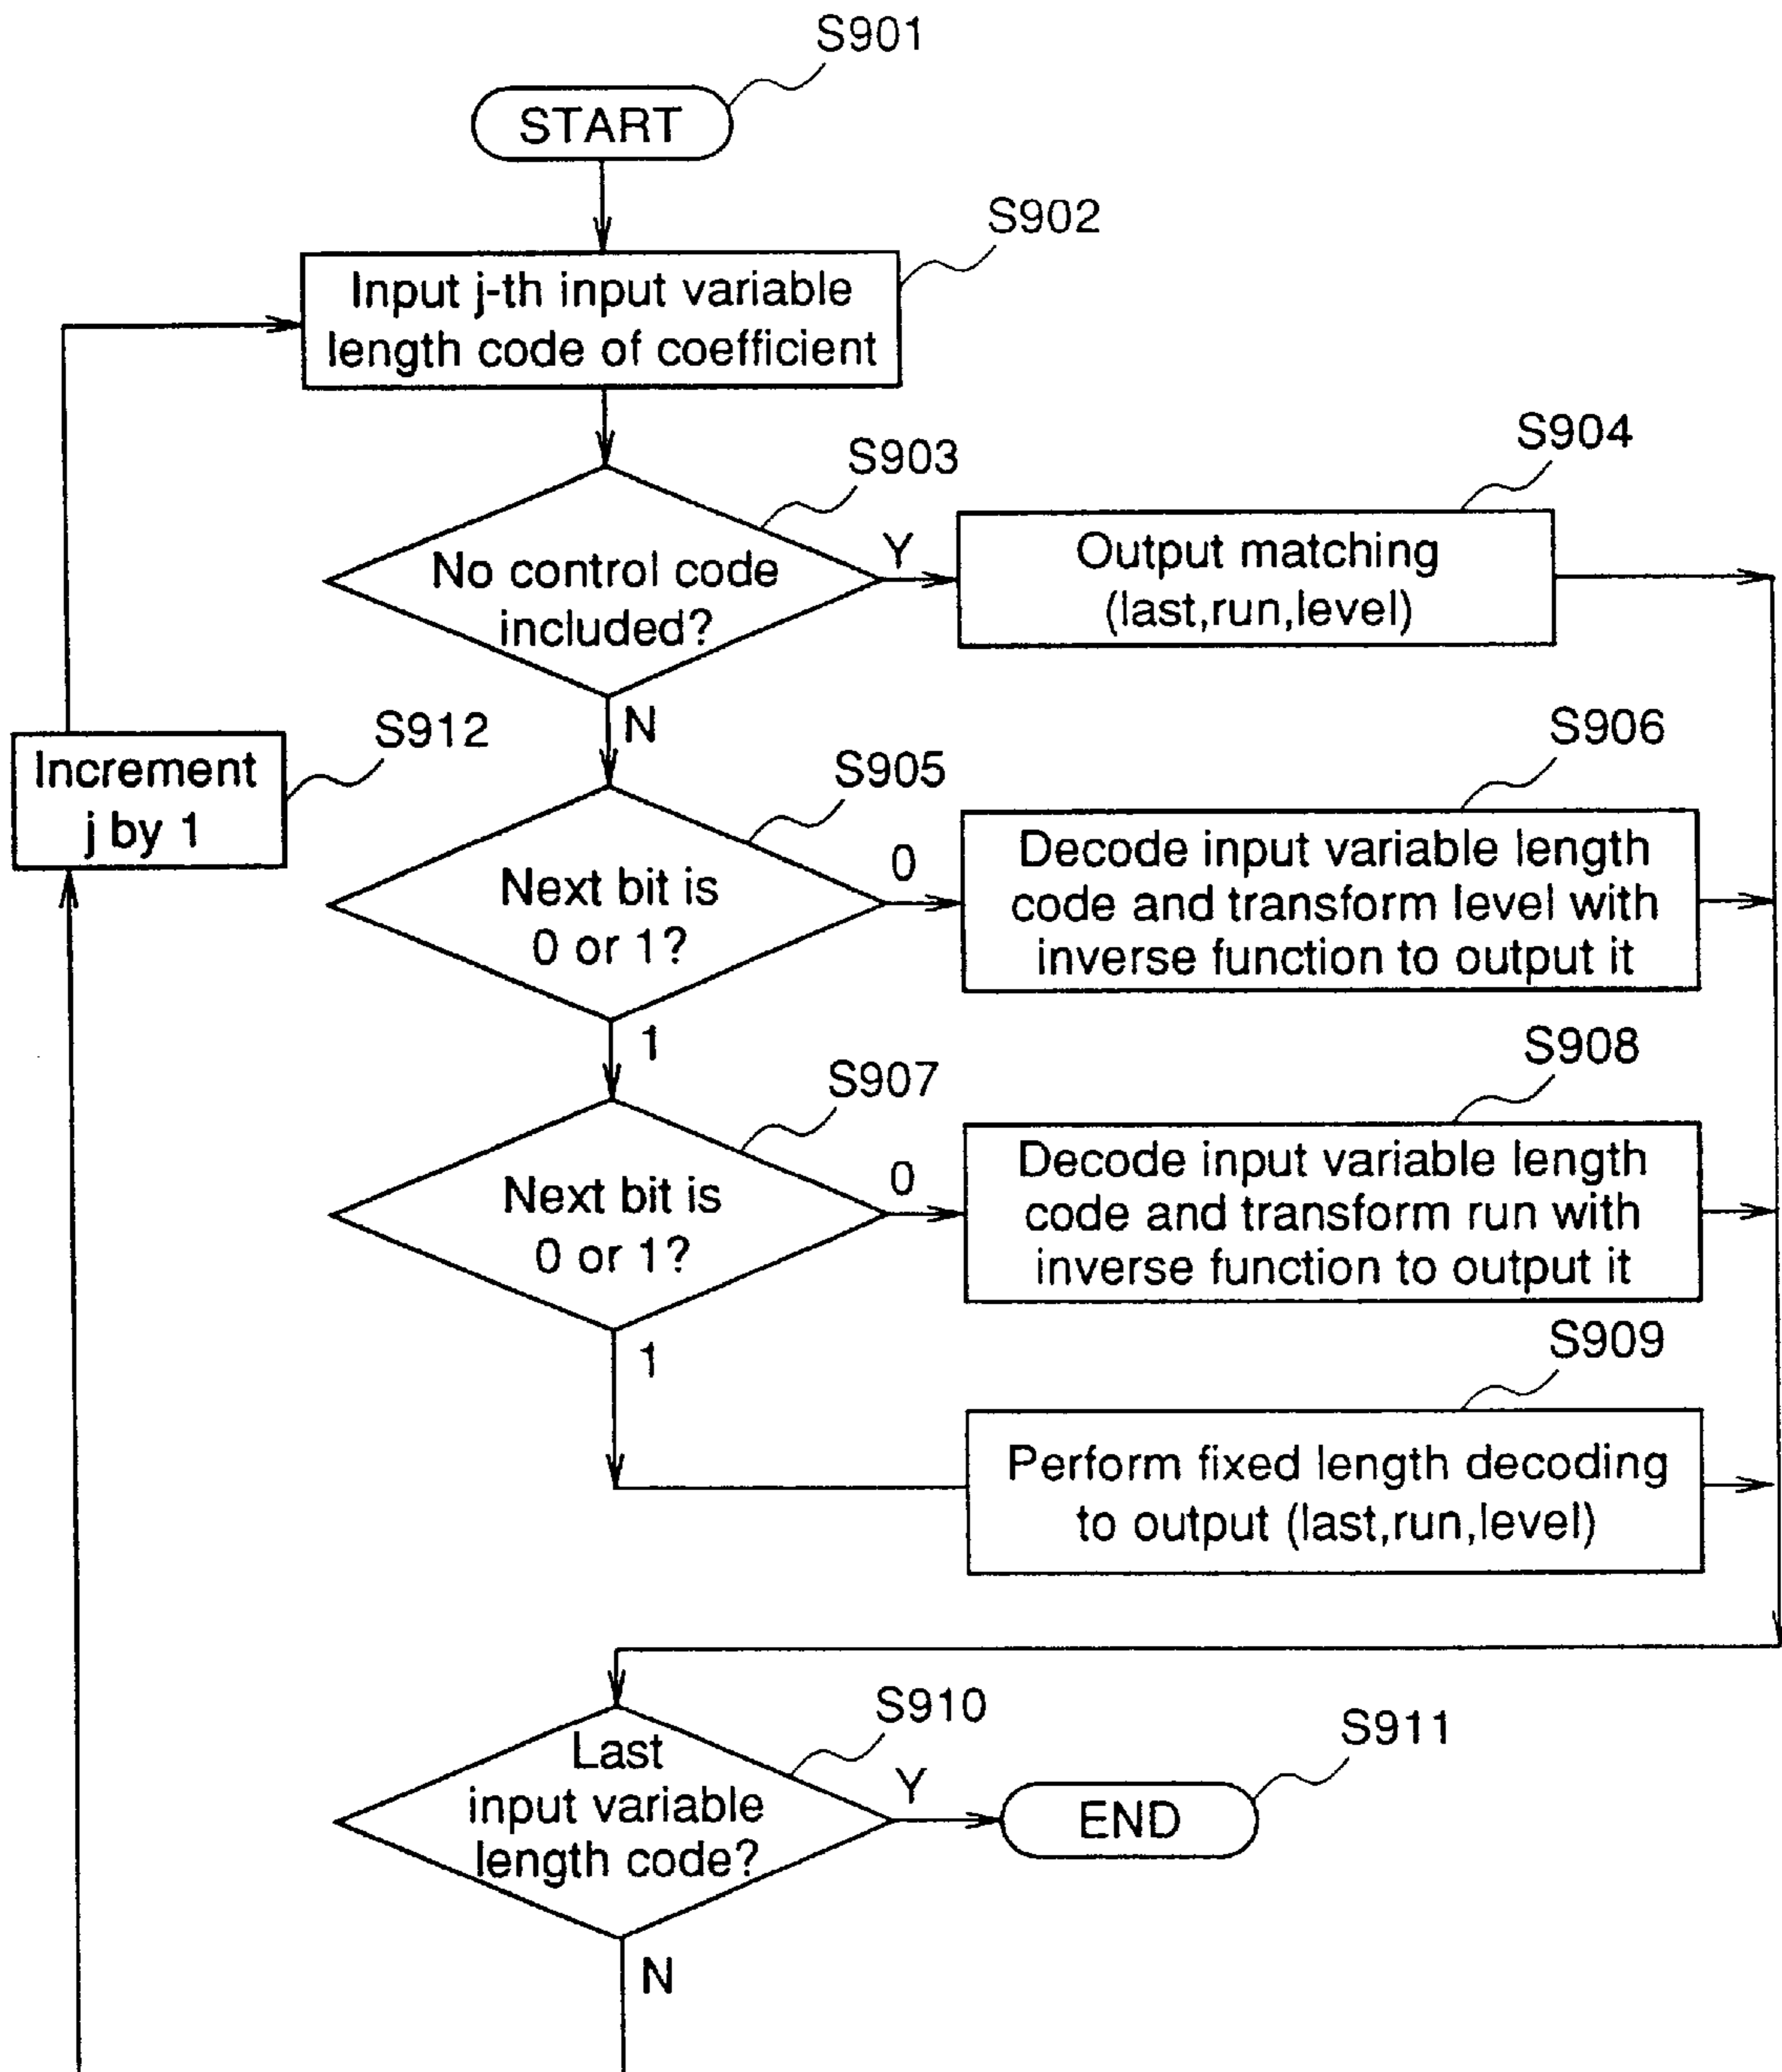 S901
START
S902
Input j-th input variable
length code of coefficient
S903
No control code
included?
Y
N
S904
Output matching
(last,run,level)
S912
Increment
j by 1
S905
Next bit is
0 or 1?
0
1
S906
Decode input variable length
code and transform level with
inverse function to output it
S907
Next bit is
0 or 1?
0
1
S908
Decode input variable length
code and transform run with
inverse function to output it
S909
Perform fixed length decoding
to output (last,run,level)
S910
Last
input variable
length code?
Y
N
S911
END